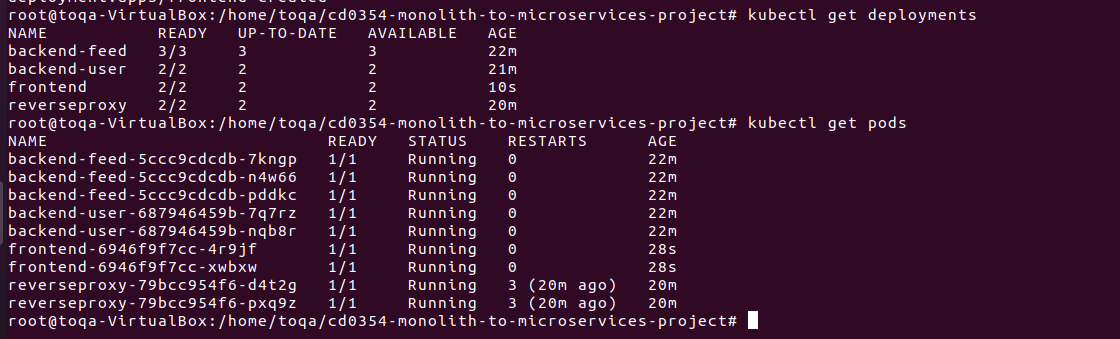 root@toqa-VirtualBox:/home/toqa/cd0354-monolith-to-microservices-project# kubectl get deployments
NAME READY UP-TO-DATE AVAILABLE AGE
backend-feed 3/3 3 3 22m
backend-user 2/2 2 2 21m
frontend 2/2 2 2 10s
reverseproxy 2/2 2 2 20m
root@toqa-VirtualBox:/home/toqa/cd0354-monolith-to-microservices-project# kubectl get pods
NAME READY STATUS RESTARTS AGE
backend-feed-5ccc9cdcdb-7kngp 1/1 Running 0 22m
backend-feed-5ccc9cdcdb-n4w66 1/1 Running 0 22m
backend-feed-5ccc9cdcdb-pddkc 1/1 Running 0 22m
backend-user-687946459b-7q7rz 1/1 Running 0 22m
backend-user-687946459b-nqb8r 1/1 Running 0 22m
frontend-6946f9f7cc-4r9jf 1/1 Running 0 28s
frontend-6946f9f7cc-xwbxw 1/1 Running 0 28s
reverseproxy-79bcc954f6-d4t2g 1/1 Running 3 (20m ago) 20m
reverseproxy-79bcc954f6-pxq9z 1/1 Running 3 (20m ago) 20m
root@toqa-VirtualBox:/home/toqa/cd0354-monolith-to-microservices-project#